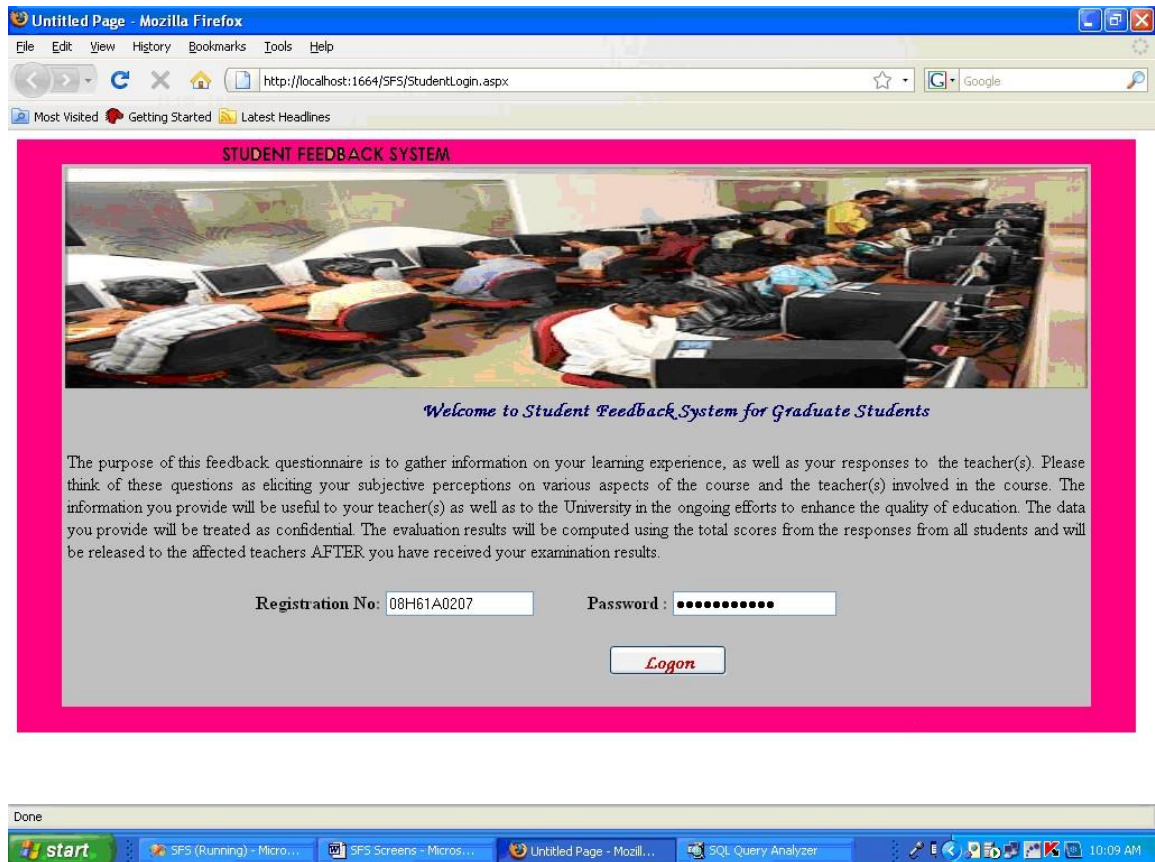 Untitled Page - Mozilla Firefox
File Edit View History Bookmarks Tools Help
http://localhost:1664/SFS/StudentLogin.aspx
G Google
Most Visited Getting Started Latest Headlines
STUDENT FEEDBACK SYSTEM
Welcome to Student Feedback System for Graduate Students
The purpose of this feedback questionnaire is to gather information on your learning experience, as well as your responses to the teacher(s). Please
think of these questions as eliciting your subjective perceptions on various aspects of the course and the teacher(s) involved in the course. The
information you provide will be useful to your teacher(s) as well as to the University in the ongoing efforts to enhance the quality of education. The data
you provide will be treated as confidential. The evaluation results will be computed using the total scores from the responses from all students and will
be released to the affected teachers AFTER you have received your examination results.
Registration No: 08H61A0207 Password : ●●●●●●●●●●●
Logon
Done
start SFS (Running) - Micro... SFS Screens - Micros... Untitled Page - Mozill... SQL Query Analyzer 10:09 AM